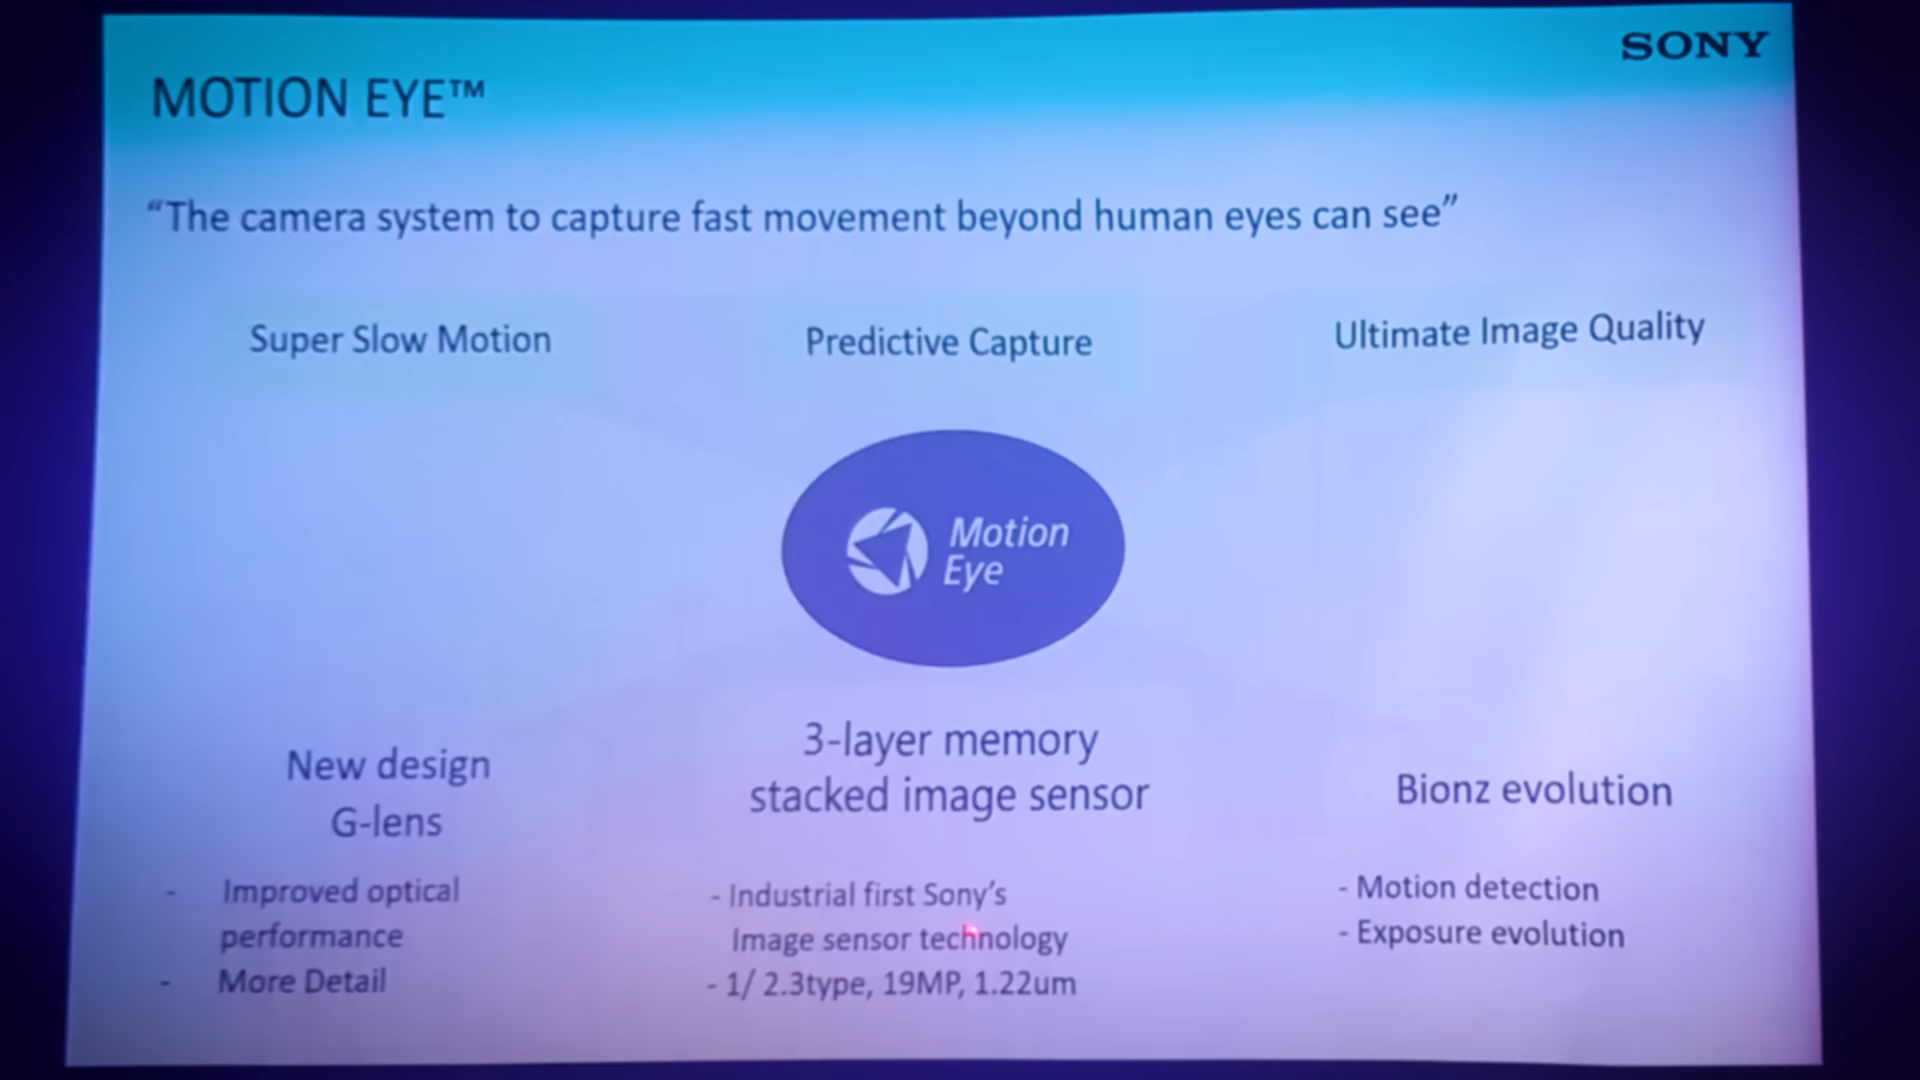 SONY
MOTION EYE™
“The camera system to capture fast movement beyond human eyes can see”
Super Slow Motion
Predictive Capture
Ultimate Image Quality
Motion
Eye
New design
G-lens
- Improved optical
performance
- More Detail
3-layer memory
stacked image sensor
- Industrial first Sony’s
Image sensor technology
- 1/ 2.3type, 19MP, 1.22um
Bionz evolution
- Motion detection
- Exposure evolution